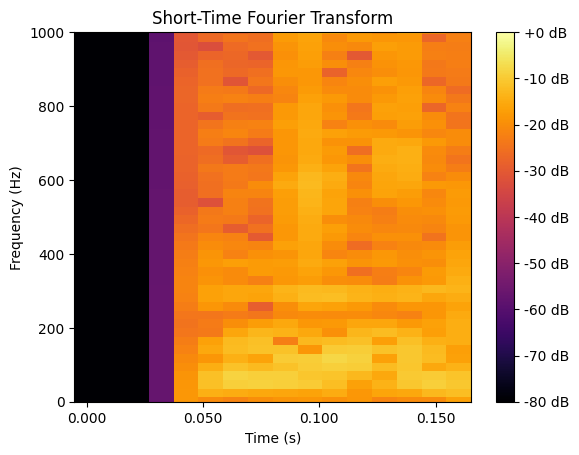 Short-Time Fourier Transform
1000
800
600
400
200
0
Frequency (Hz)
0.000
0.050
0.100
0.150
Time (s)
+0 dB
-10 dB
-20 dB
-30 dB
-40 dB
-50 dB
-60 dB
-70 dB
-80 dB